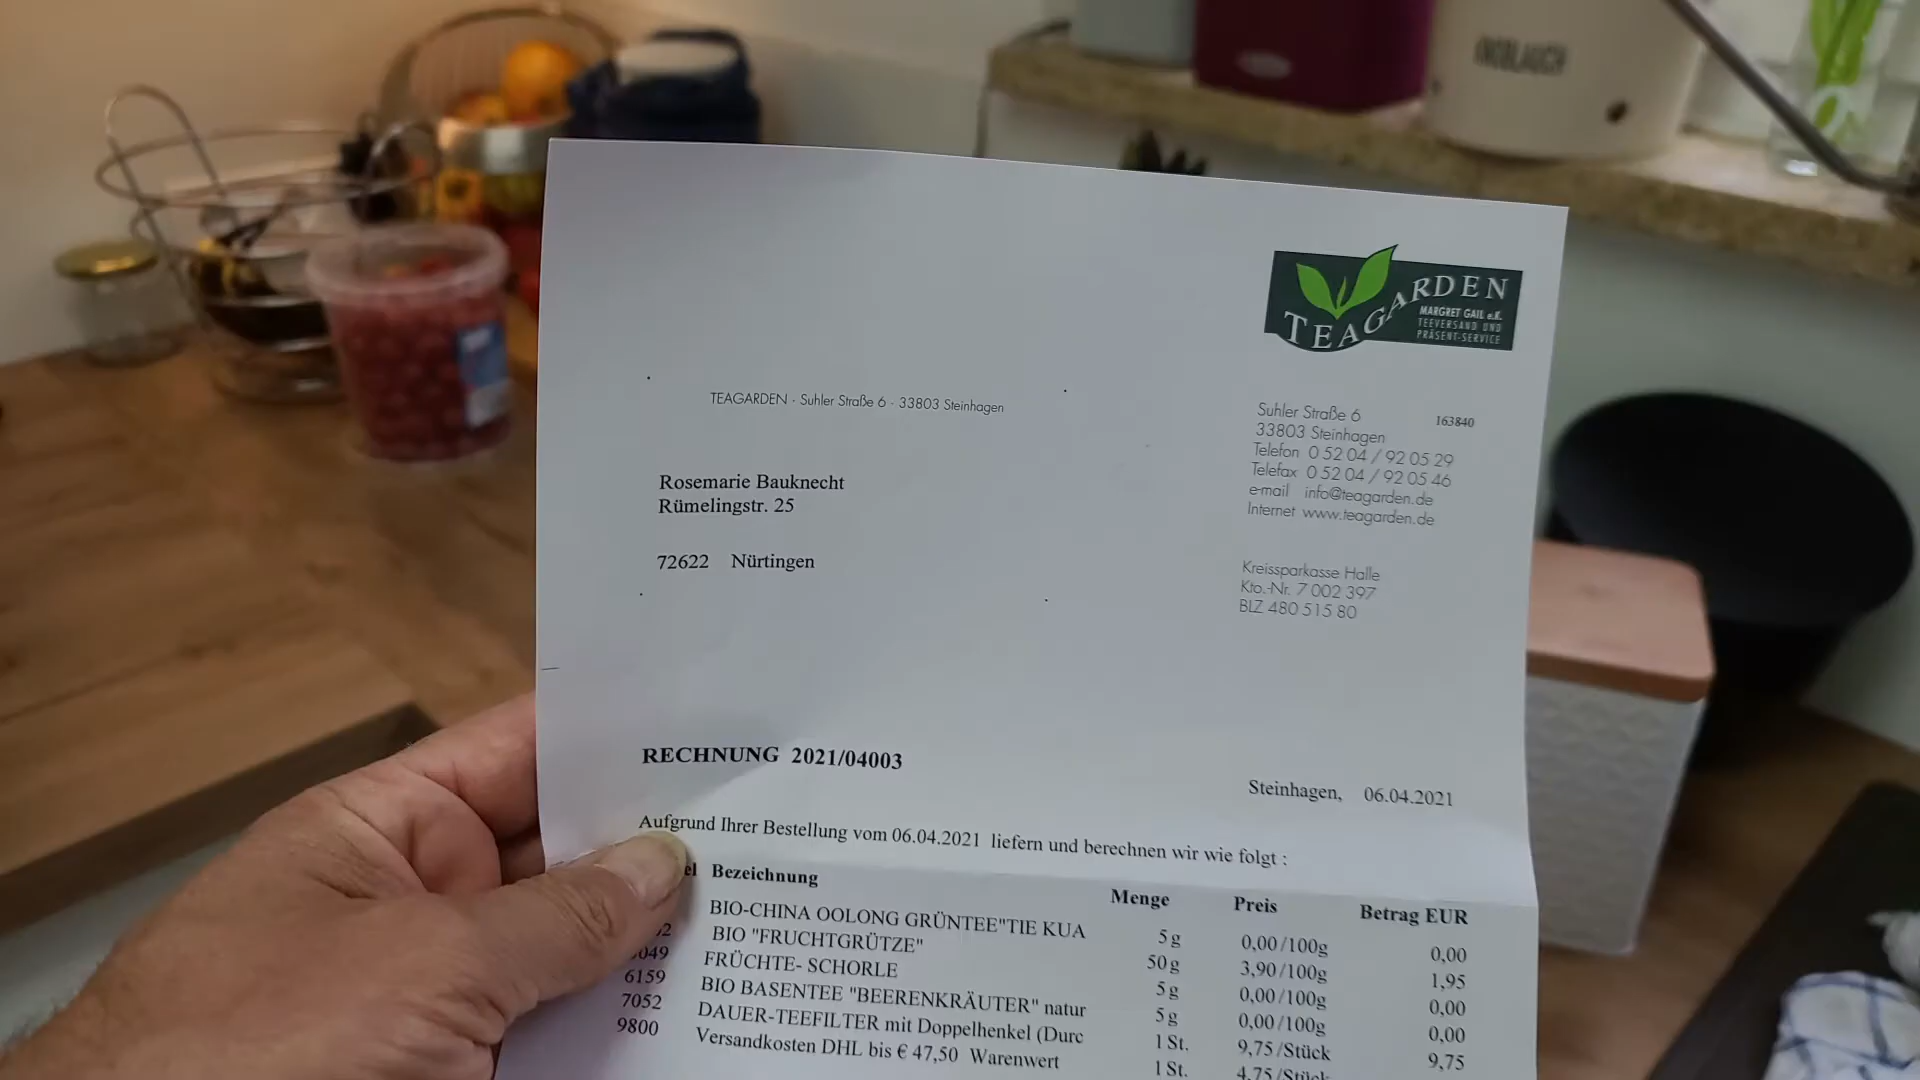 KNOBLAUCH
TEAGARDEN
MARGRET GAIL e.K.
TEEVERSAND UND
PRÄSENT-SERVICE
TEAGARDEN · Suhler Straße 6 · 33803 Steinhagen
Suhler Straße 6 163840
33803 Steinhagen
Telefon 0 52 04 / 92 05 29
Telefax 0 52 04 / 92 05 46
e-mail info@teagarden.de
Internet www.teagarden.de
Rosemarie Bauknecht
Rümelingstr. 25
72622 Nürtingen
Kreissparkasse Halle
Kto.-Nr. 7 002 397
BLZ 480 515 80
RECHNUNG 2021/04003
Steinhagen, 06.04.2021
Aufgrund Ihrer Bestellung vom 06.04.2021 liefern und berechnen wir wie folgt :
el Bezeichnung Menge Preis Betrag EUR
BIO-CHINA OOLONG GRÜNTEE"TIE KUA 5 g 0,00/100g 0,00
2 BIO "FRUCHTGRÜTZE" 50 g 3,90/100g 1,95
049 FRÜCHTE- SCHORLE 5 g 0,00/100g 0,00
6159 BIO BASENTEE "BEERENKRÄUTER" natur 5 g 0,00/100g 0,00
7052 DAUER-TEEFILTER mit Doppelhenkel (Durc 1 St. 9,75/Stück 9,75
9800 Versandkosten DHL bis € 47,50 Warenwert 1 St. 4,75/Stück